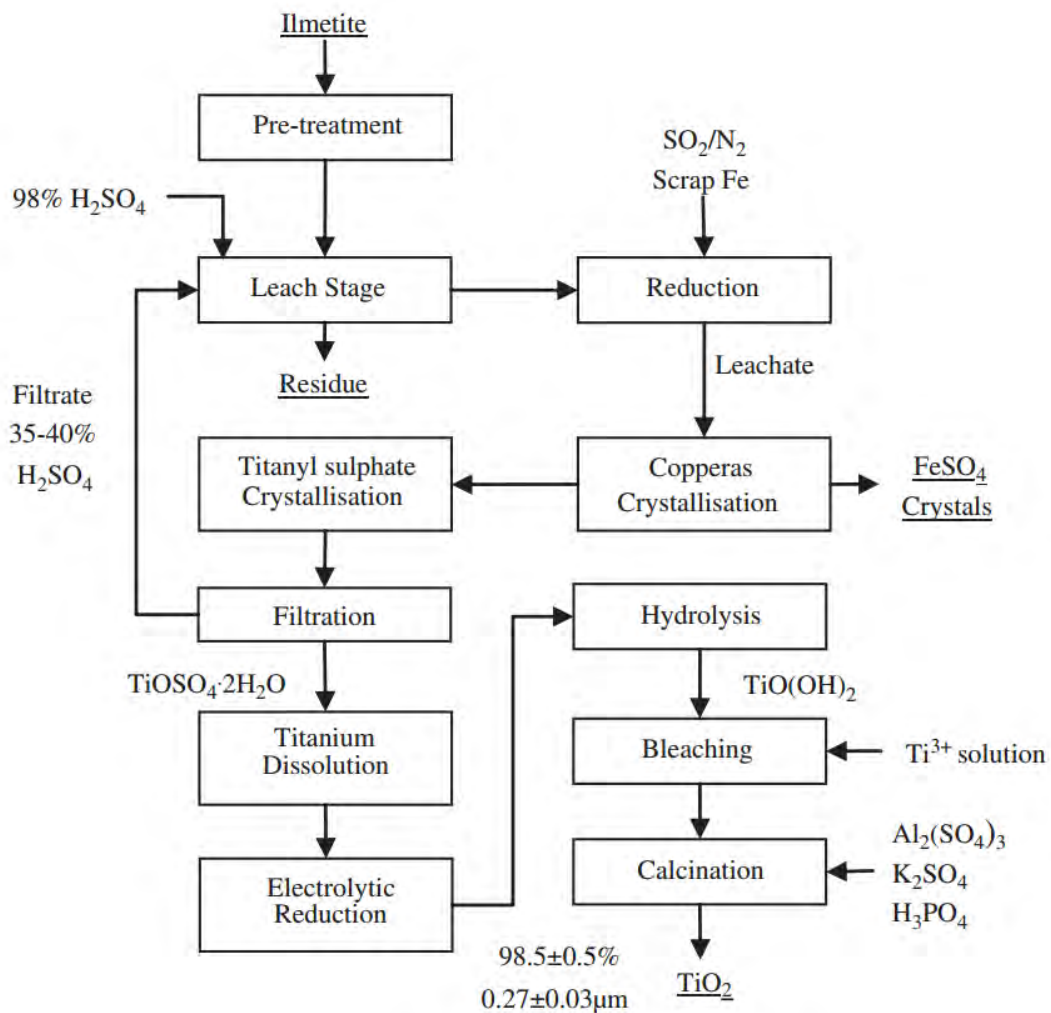 Ilmetite
Pre-treatment
SO₂/N₂
Scrap Fe
98% H₂SO₄
Leach Stage
Reduction
Residue
Leachate
Filtrate
35-40%
H₂SO₄
Titanyl sulphate
Crystallisation
Copperas
Crystallisation
FeSO₄
Crystals
Filtration
Hydrolysis
TiOSO₄·2H₂O
TiO(OH)₂
Titanium
Dissolution
Bleaching
Ti³⁺ solution
Electrolytic
Reduction
Calcination
Al₂(SO₄)₃
K₂SO₄
H₃PO₄
98.5±0.5%
0.27±0.03μm
TiO₂